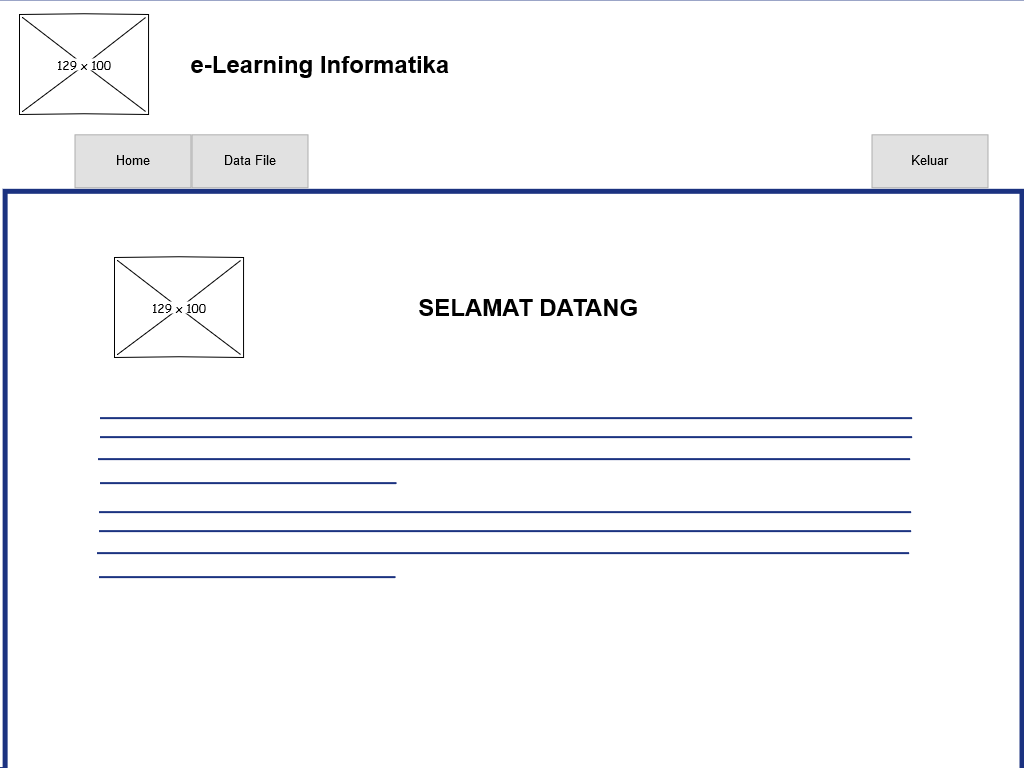 129 x 100
e-Learning Informatika
Home
Data File
Keluar
129 x 100
SELAMAT DATANG